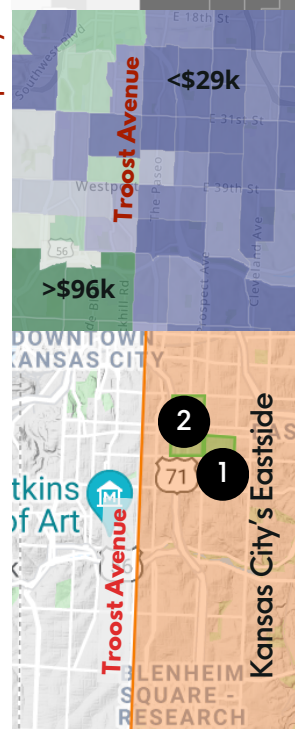 E 18th St
Southwest Blvd
<$29k
Troost Avenue
E 31st St
Westport
The Paseo
E 39th St
56
>$96k
Prospect Ave
Cleveland Ave
DOWNTOWN
KANSAS CITY
2
1
71
tkins
of Art
M
Troost Avenue
Kansas City's Eastside
AS
BLENHEIM
SQUARE -
RESEARCH